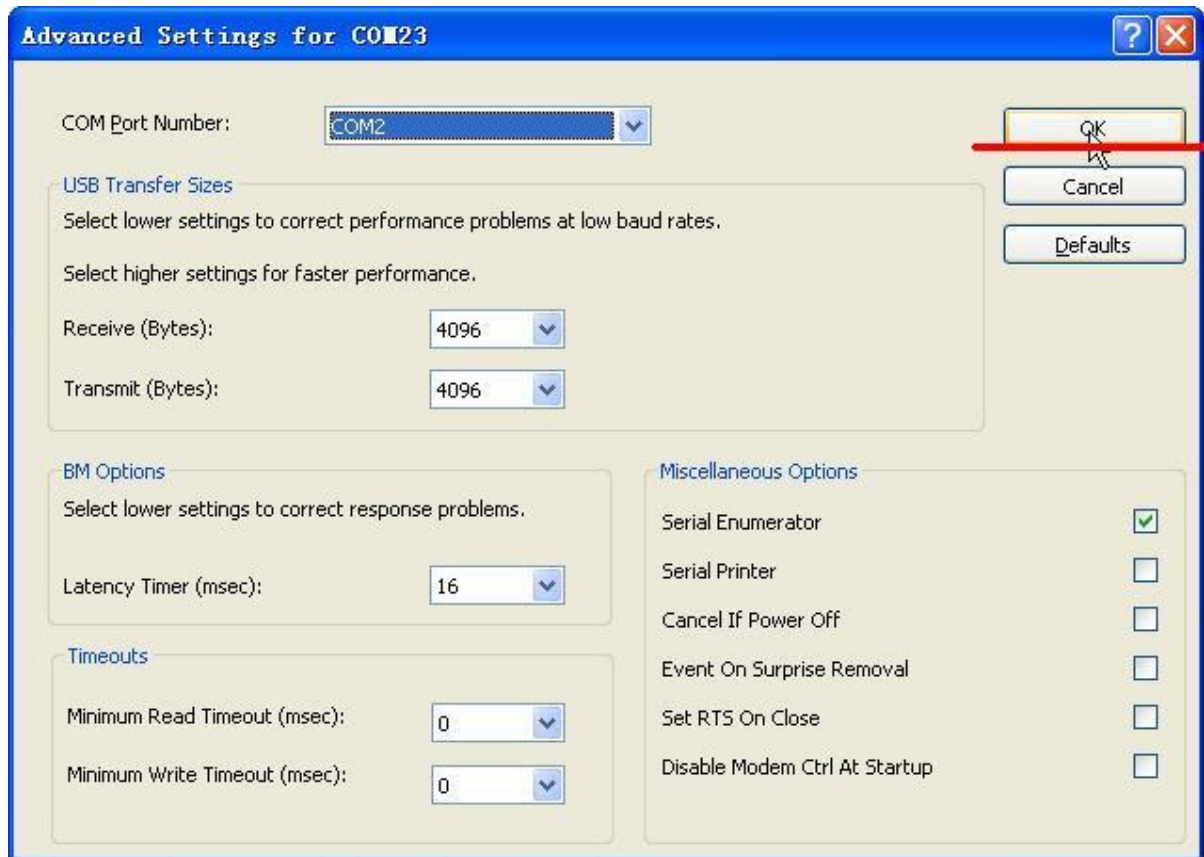 Advanced Settings for COM23
COM Port Number: COM2
OK
Cancel
Defaults
USB Transfer Sizes
Select lower settings to correct performance problems at low baud rates.
Select higher settings for faster performance.
Receive (Bytes): 4096
Transmit (Bytes): 4096
BM Options
Select lower settings to correct response problems.
Latency Timer (msec): 16
Timeouts
Minimum Read Timeout (msec): 0
Minimum Write Timeout (msec): 0
Miscellaneous Options
Serial Enumerator
Serial Printer
Cancel If Power Off
Event On Surprise Removal
Set RTS On Close
Disable Modem Ctrl At Startup